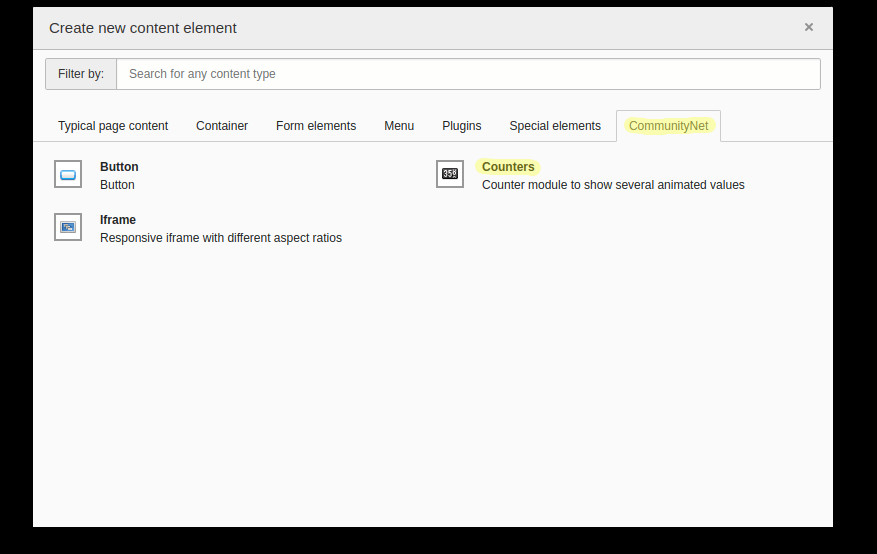 Create new content element ×
Filter by: Search for any content type
Typical page content Container Form elements Menu Plugins Special elements CommunityNet
Button
Button
Counters
Counter module to show several animated values
Iframe
Responsive iframe with different aspect ratios